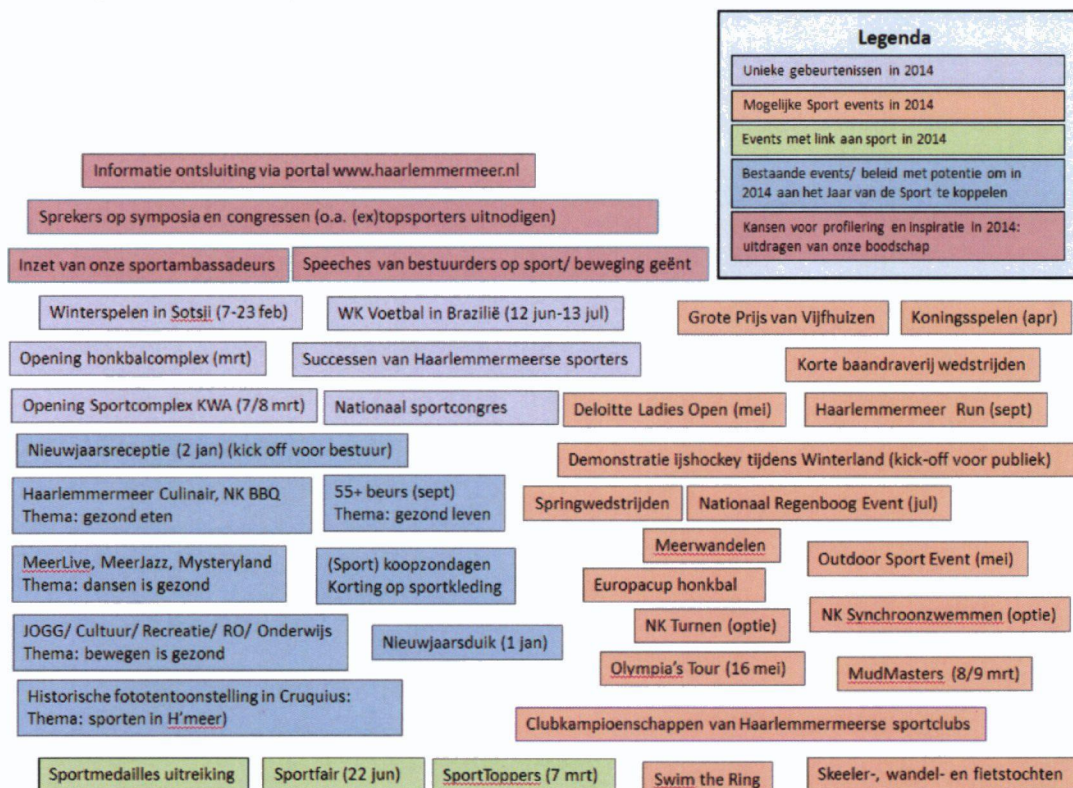 Legenda
Unieke gebeurtenissen in 2014
Mogelijke Sport events in 2014
Events met link aan sport in 2014
Bestaande events/ beleid met potentie om in
2014 aan het Jaar van de Sport te koppelen
Kansen voor profilering en inspiratie in 2014:
uitdragen van onze boodschap
Informatie ontsluiting via portal www.haarlemmermeer.nl
Sprekers op symposia en congressen (o.a. (ex)topsporters uitnodigen)
Inzet van onze sportambassadeurs
Speeches van bestuurders op sport/ beweging geënt
Winterspelen in Sotsji (7-23 feb)
WK Voetbal in Brazilië (12 jun-13 jul)
Grote Prijs van Vijfhuizen
Koningsspelen (apr)
Opening honkbalcomplex (mrt)
Successen van Haarlemmermeerse sporters
Korte baandraverij wedstrijden
Opening Sportcomplex KWA (7/8 mrt)
Nationaal sportcongres
Deloitte Ladies Open (mei)
Haarlemmermeer Run (sept)
Nieuwjaarsreceptie (2 jan) (kick off voor bestuur)
Demonstratie ijshockey tijdens Winterland (kick-off voor publiek)
Haarlemmermeer Culinair, NK BBQ
Thema: gezond eten
55+ beurs (sept)
Thema: gezond leven
Springwedstrijden
Nationaal Regenboog Event (jul)
Meerwandelen
Outdoor Sport Event (mei)
MeerLive, MeerJazz, Mysteryland
Thema: dansen is gezond
(Sport) koopzondagen
Korting op sportkleding
Europacup honkbal
NK Turnen (optie)
NK Synchroonzwemmen (optie)
JOGG/ Cultuur/ Recreatie/ RO/ Onderwijs
Thema: bewegen is gezond
Nieuwjaarsduik (1 jan)
Olympia's Tour (16 mei)
MudMasters (8/9 mrt)
Historische fototentoonstelling in Cruquius:
Thema: sporten in H'meer)
Clubkampioenschappen van Haarlemmermeerse sportclubs
Sportmedailles uitreiking
Sportfair (22 jun)
SportToppers (7 mrt)
Swim the Ring
Skeeler-, wandel- en fietstochten